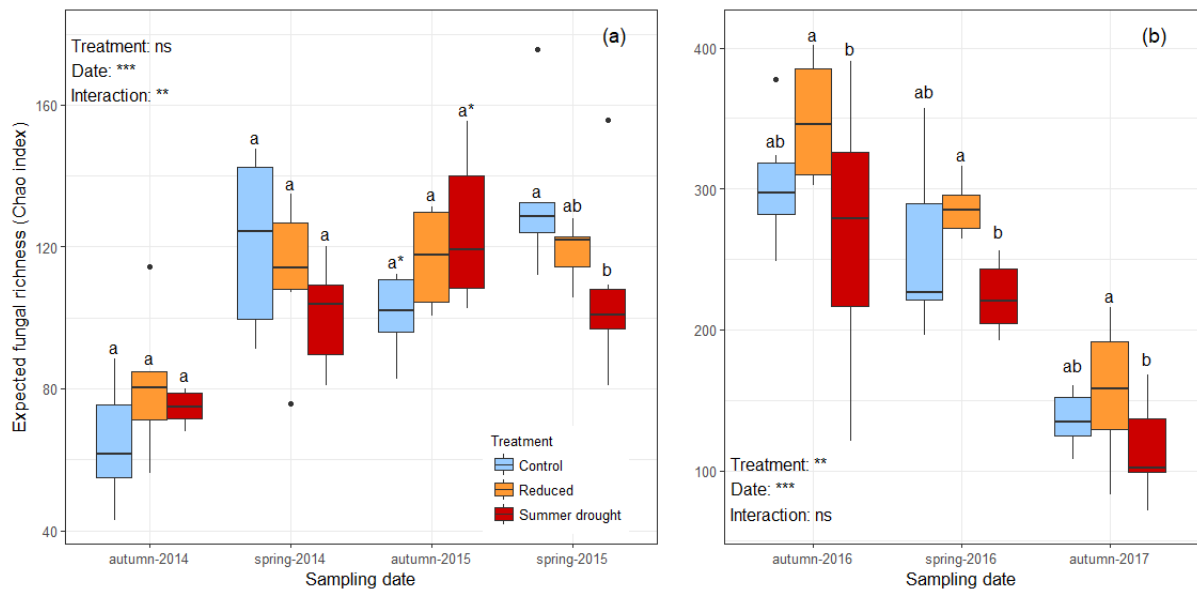 Expected fungal richness (Chao index)
(a)
Treatment: ns
Date: ***
Interaction: **
160
120
80
40
a
a
a
a
a
a
a*
a
a*
a
ab
b
Treatment
Control
Reduced
Summer drought
autumn-2014 spring-2014 autumn-2015 spring-2015
Sampling date
(b)
400
300
200
100
ab
a
b
ab
a
b
ab
a
b
Treatment: **
Date: ***
Interaction: ns
autumn-2016 spring-2016 autumn-2017
Sampling date